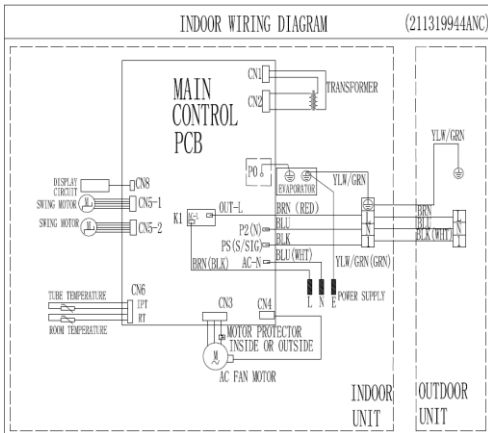 INDOOR WIRING DIAGRAM
(211319944ANC)
MAIN
CONTROL
PCB
CN1
CN2
TRANSFORMER
YLW/GRN
P0
EVAPORATOR
YLW/GRN
DISPLAY
CIRCUIT
CN8
SWING MOTOR
M
CN5-1
SWING MOTOR
M
CN5-2
K1
AC-L
OUT-L
BRN (RED)
BRN
P2(N)
BLU
BLU
PS(S/SIG)
BLK
BLK(WHT)
AC-N
BLU(WHT)
BRN(BLK)
YLW/GRN(GRN)
L N E
POWER SUPPLY
CN6
TUBE TEMPERATURE
IPT
RT
ROOM TEMPERATURE
CN3
CN4
MOTOR PROTECTOR
INSIDE OR OUTSIDE
M
AC FAN MOTOR
INDOOR
UNIT
OUTDOOR
UNIT